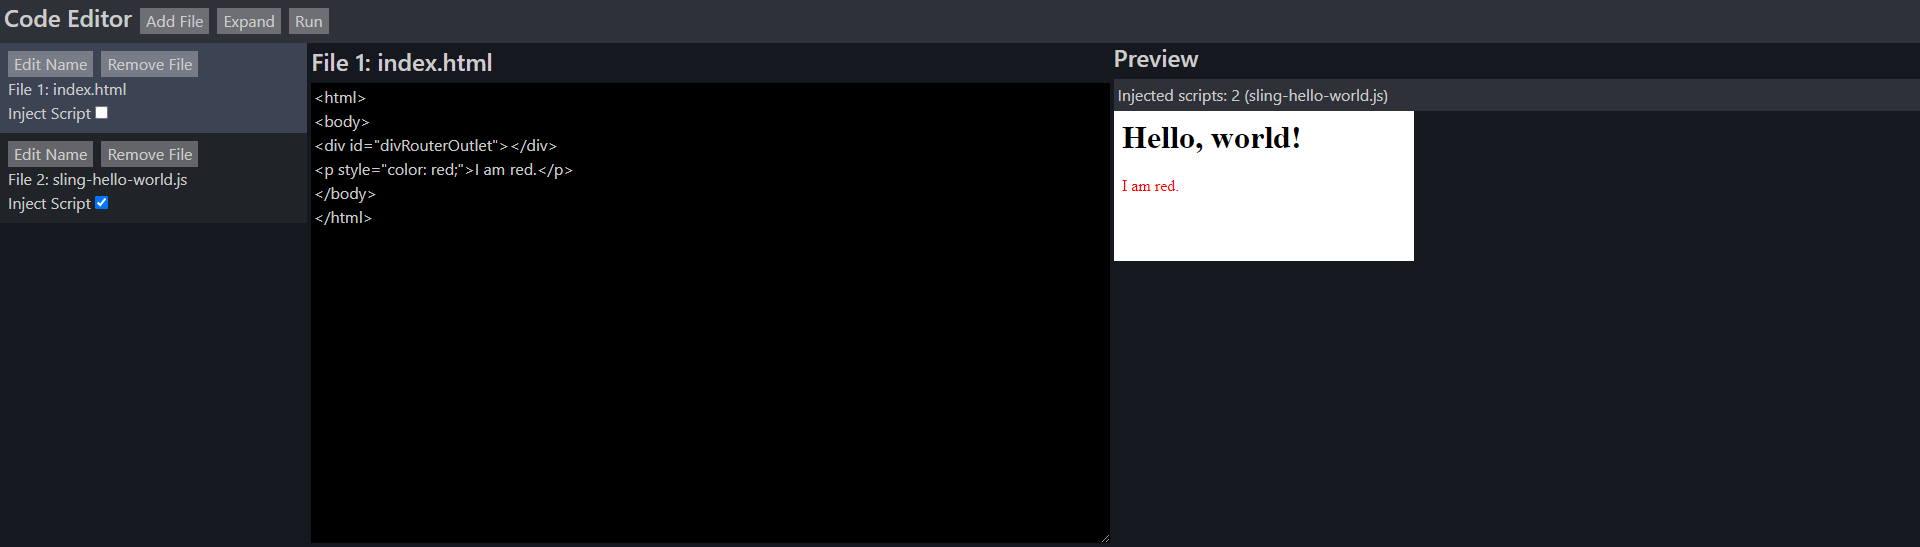 Code Editor Add File Expand Run
Edit Name Remove File
File 1: index.html
Inject Script
Edit Name Remove File
File 2: sling-hello-world.js
Inject Script
File 1: index.html
<html>
<body>
<div id="divRouterOutlet"></div>
<p style="color: red;">I am red.</p>
</body>
</html>
Preview
Injected scripts: 2 (sling-hello-world.js)
Hello, world!
I am red.